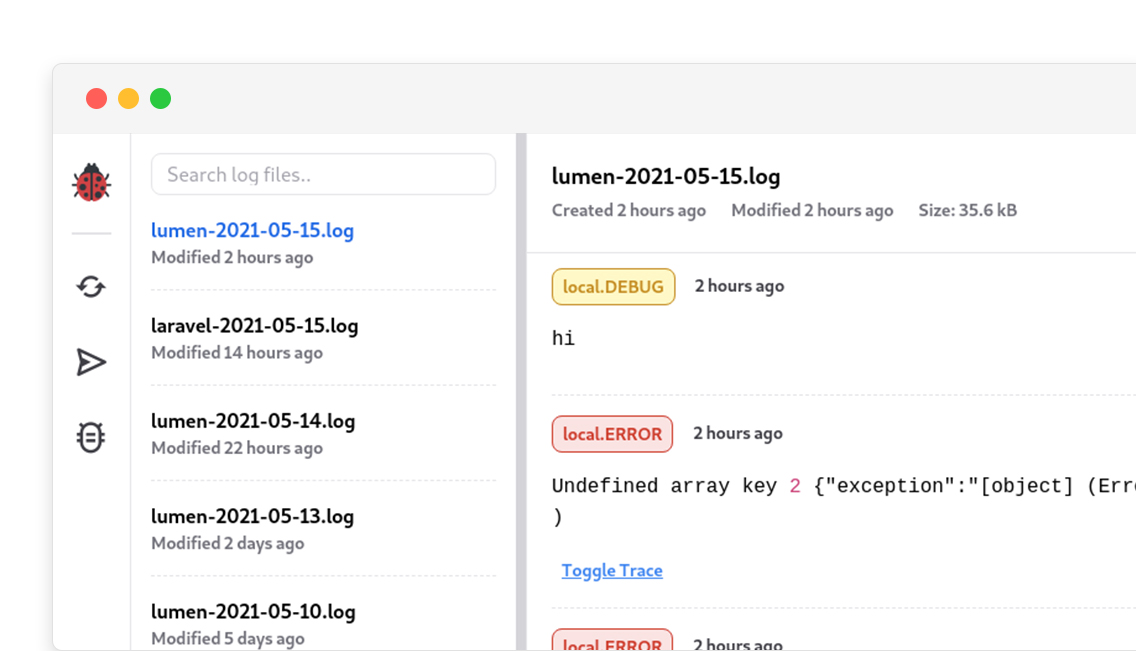 Search log files..
lumen-2021-05-15.log
Modified 2 hours ago
laravel-2021-05-15.log
Modified 14 hours ago
lumen-2021-05-14.log
Modified 22 hours ago
lumen-2021-05-13.log
Modified 2 days ago
lumen-2021-05-10.log
Modified 5 days ago
lumen-2021-05-15.log
Created 2 hours ago Modified 2 hours ago Size: 35.6 kB
local.DEBUG 2 hours ago
hi
local.ERROR 2 hours ago
Undefined array key 2 {"exception":"[object] (Erro
)
Toggle Trace
local.ERROR 2 hours ago